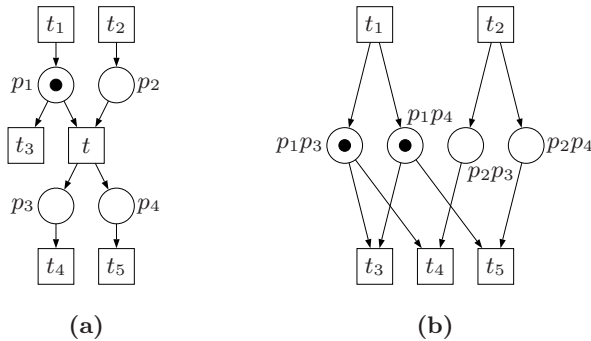 t₁ t₂
p₁ p₂
t₃ t
p₃ p₄
t₄ t₅
(a)
t₁ t₂
p₁p₄
p₁p₃ p₂p₄
p₂p₃
t₃ t₄ t₅
(b)